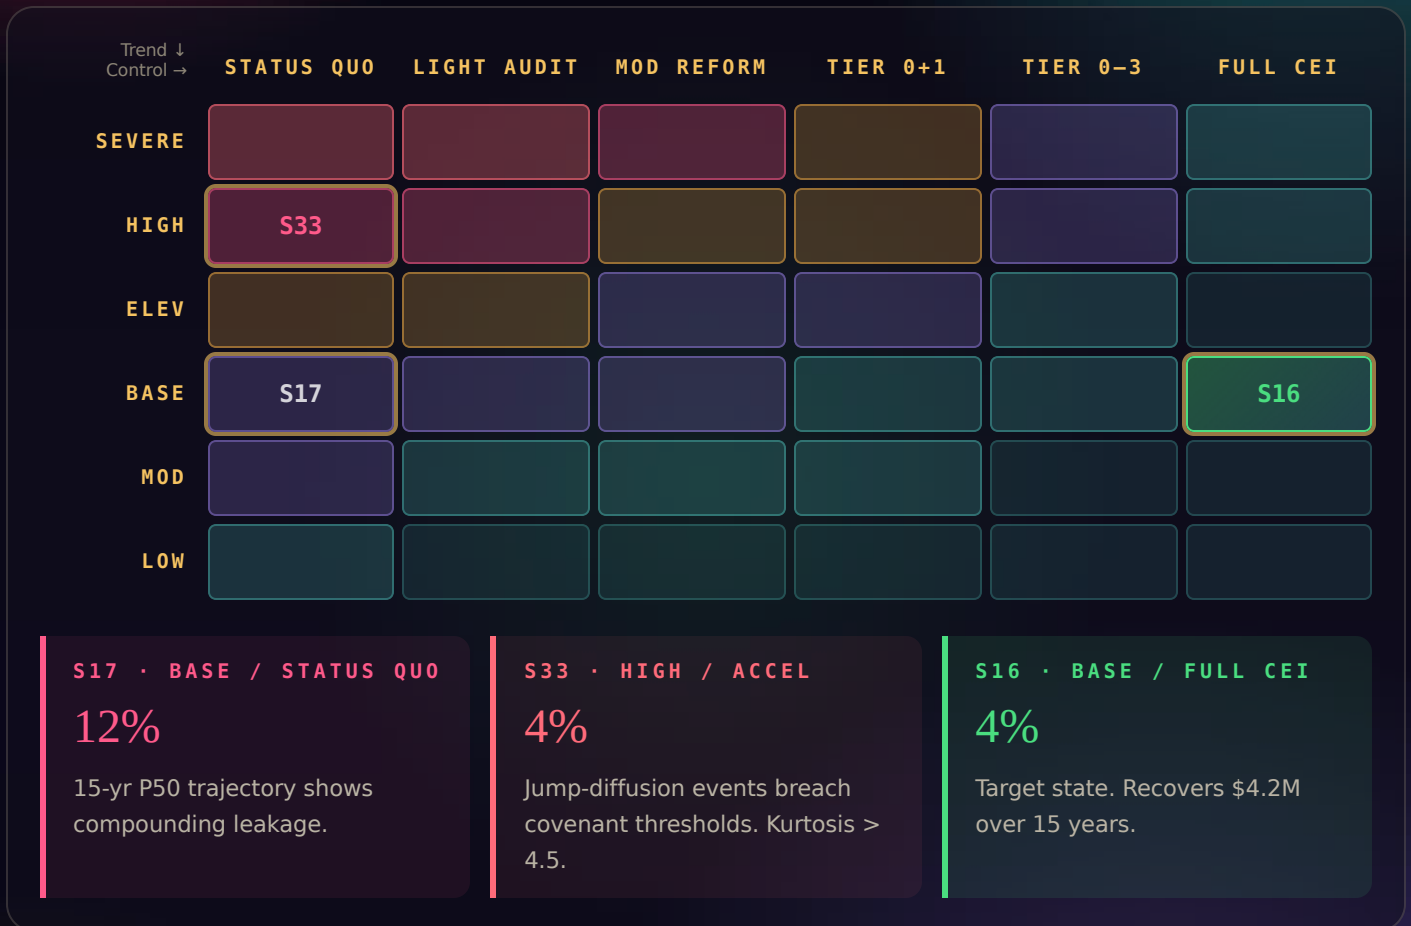 Trend ↓
Control →
STATUS QUO
LIGHT AUDIT
MOD REFORM
TIER 0+1
TIER 0–3
FULL CEI
SEVERE
HIGH
S33
ELEV
BASE
S17
S16
MOD
LOW
S17 · BASE / STATUS QUO
12%
15-yr P50 trajectory shows
compounding leakage.
S33 · HIGH / ACCEL
4%
Jump-diffusion events breach
covenant thresholds. Kurtosis >
4.5.
S16 · BASE / FULL CEI
4%
Target state. Recovers $4.2M
over 15 years.